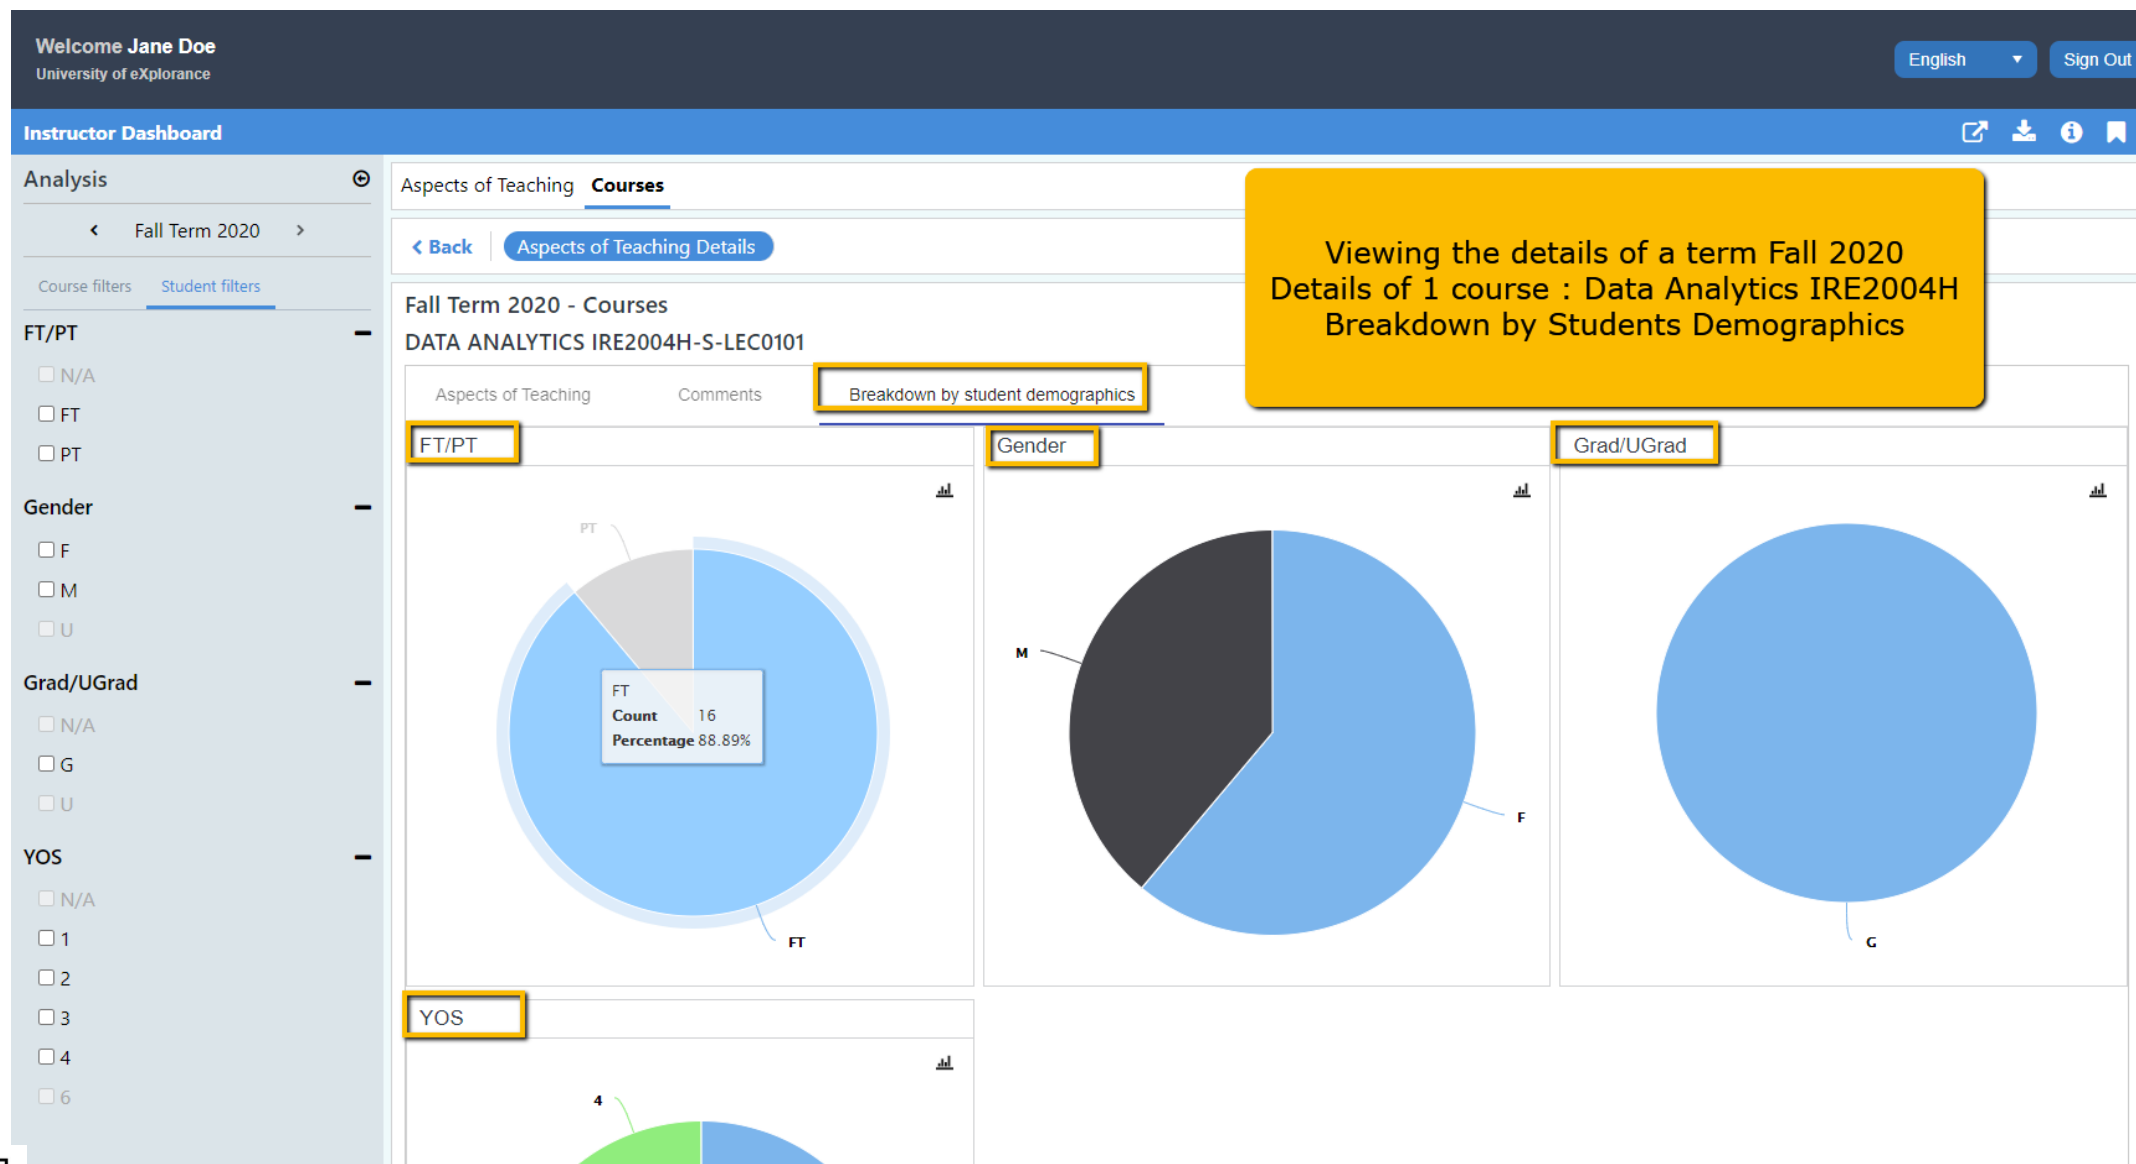 Welcome Jane Doe
University of eXplorance
English
Sign Out
Instructor Dashboard
Analysis
Fall Term 2020
Course filters Student filters
FT/PT
N/A
FT
PT
Gender
F
M
U
Grad/UGrad
N/A
G
U
YOS
N/A
1
2
3
4
6
Aspects of Teaching Courses
Back Aspects of Teaching Details
Viewing the details of a term Fall 2020
Details of 1 course : Data Analytics IRE2004H
Breakdown by Students Demographics
Fall Term 2020 - Courses
DATA ANALYTICS IRE2004H-S-LEC0101
Aspects of Teaching Comments Breakdown by student demographics
FT/PT
PT
FT
Count 16
Percentage 88.89%
FT
Gender
M
F
Grad/UGrad
G
YOS
4